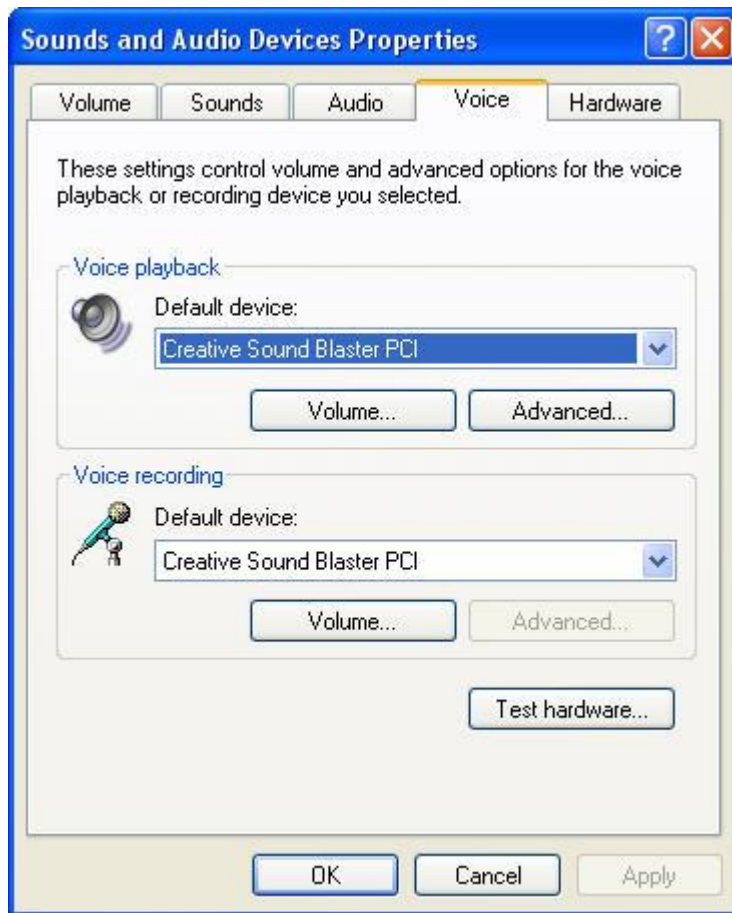 Sounds and Audio Devices Properties
Volume Sounds Audio Voice Hardware
These settings control volume and advanced options for the voice
playback or recording device you selected.
Voice playback
Default device:
Creative Sound Blaster PCI
Volume... Advanced...
Voice recording
Default device:
Creative Sound Blaster PCI
Volume... Advanced...
Test hardware...
OK Cancel Apply